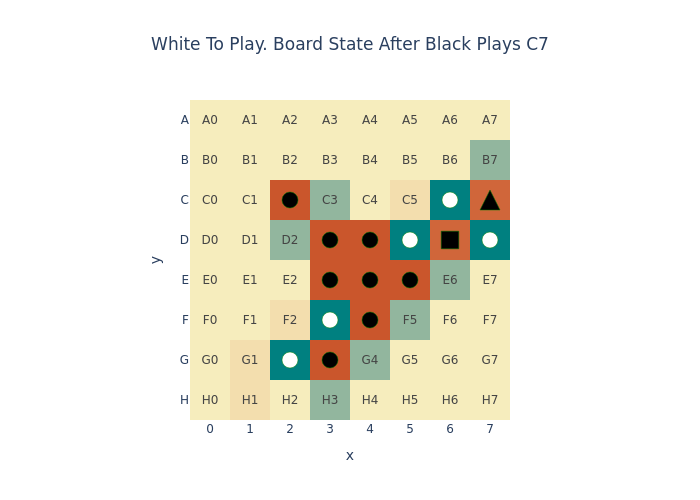 White To Play. Board State After Black Plays C7
A A0 A1 A2 A3 A4 A5 A6 A7
B B0 B1 B2 B3 B4 B5 B6 B7
C C0 C1 C3 C4 C5
D D0 D1 D2
E E0 E1 E2 E6 E7
F F0 F1 F2 F5 F6 F7
G G0 G1 G4 G5 G6 G7
H H0 H1 H2 H3 H4 H5 H6 H7
0 1 2 3 4 5 6 7
x
y